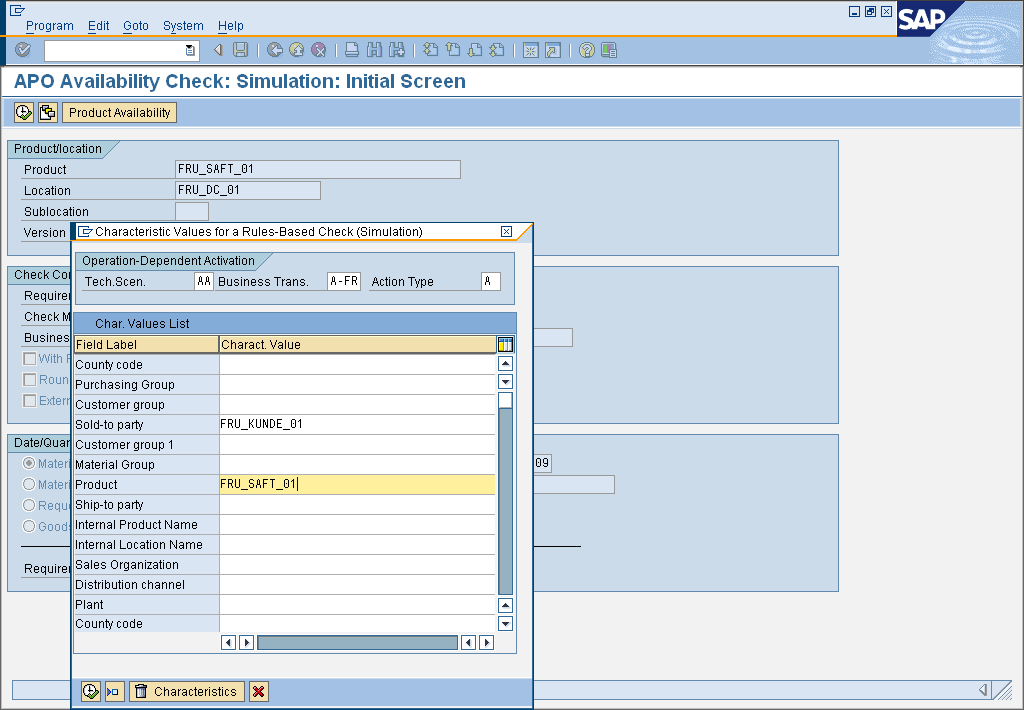 Program Edit Goto System Help
SAP
APO Availability Check: Simulation: Initial Screen
Product Availability
Product/location
Product FRU_SAFT_01
Location FRU_DC_01
Sublocation
Version
Characteristic Values for a Rules-Based Check (Simulation)
Operation-Dependent Activation
Tech.Scen. AA Business Trans. A-FR Action Type A
Check Co
Require
Check M
Busines
With
Roun
Extern
Char. Values List
Field Label Charact. Value
County code
Purchasing Group
Customer group
Sold-to party FRU_KUNDE_01
Customer group 1
Material Group
Product FRU_SAFT_01
Ship-to party
Internal Product Name
Internal Location Name
Sales Organization
Distribution channel
Plant
County code
Date/Quan
Materi 09
Materi
Requ
Goods
Require
Characteristics